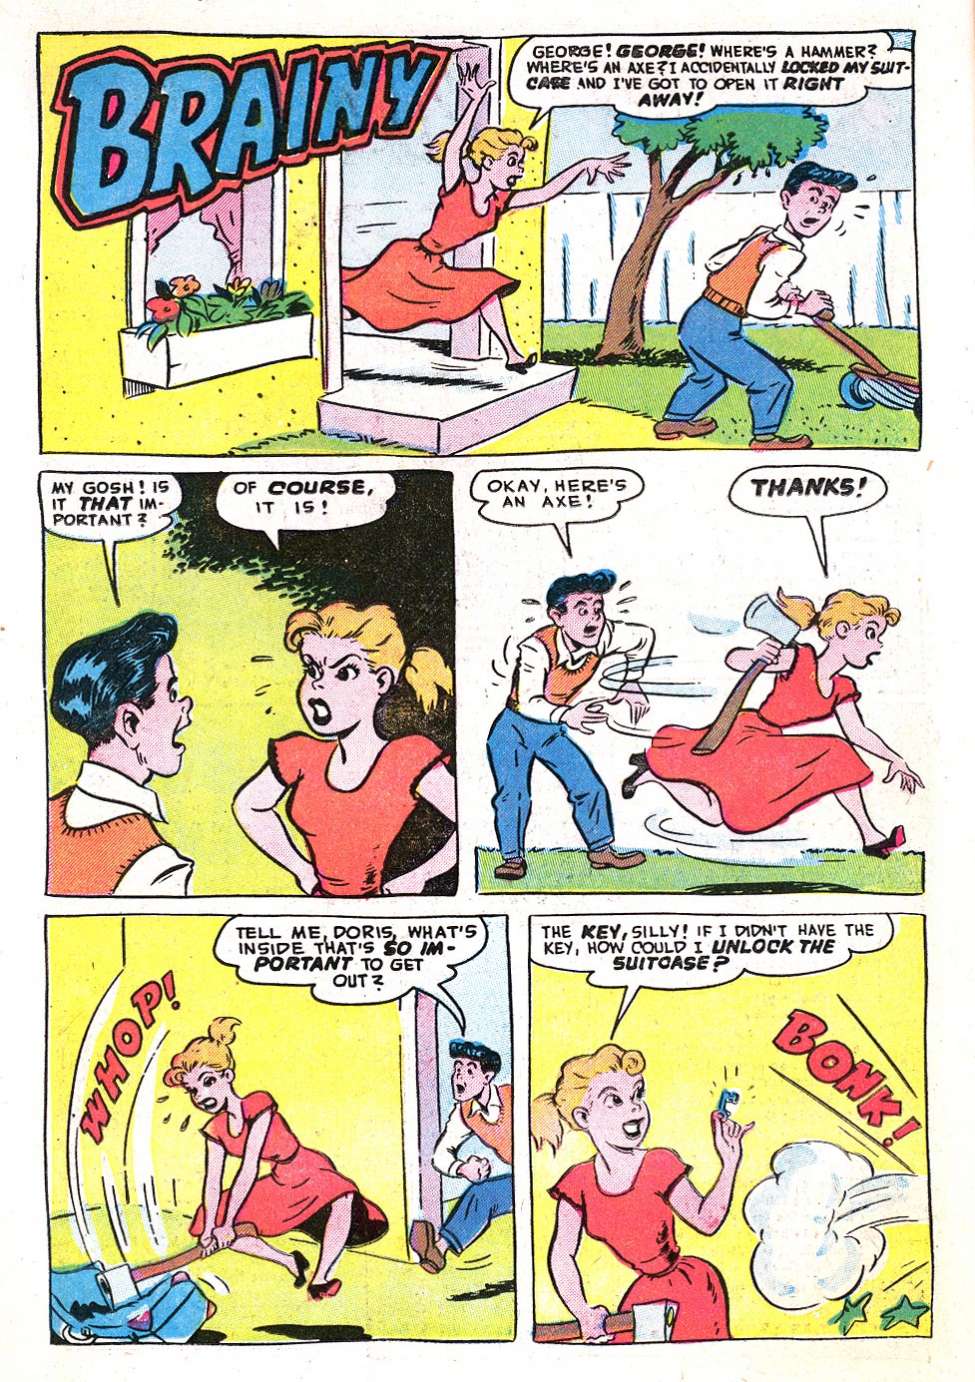 BRAINY
GEORGE! GEORGE! WHERE'S A HAMMER?
WHERE'S AN AXE? I ACCIDENTALLY LOCKED MY SUIT-
CASE AND I'VE GOT TO OPEN IT RIGHT
AWAY!
MY GOSH! IS
IT THAT IM-
PORTANT?
OF COURSE,
IT IS!
OKAY, HERE'S
AN AXE!
THANKS!
WHOP!
TELL ME, DORIS, WHAT'S
INSIDE THAT'S SO IM-
PORTANT TO GET
OUT?
THE KEY, SILLY! IF I DIDN'T HAVE THE
KEY, HOW COULD I UNLOCK THE
SUITCASE?
BONK!